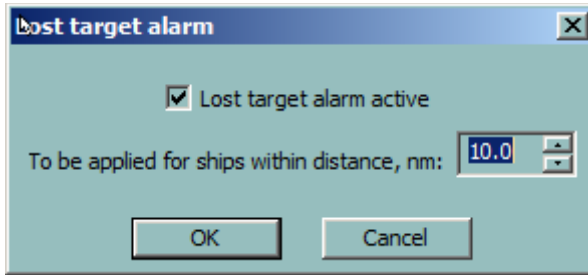 Lost target alarm
Lost target alarm active
To be applied for ships within distance, nm: 10.0
OK Cancel